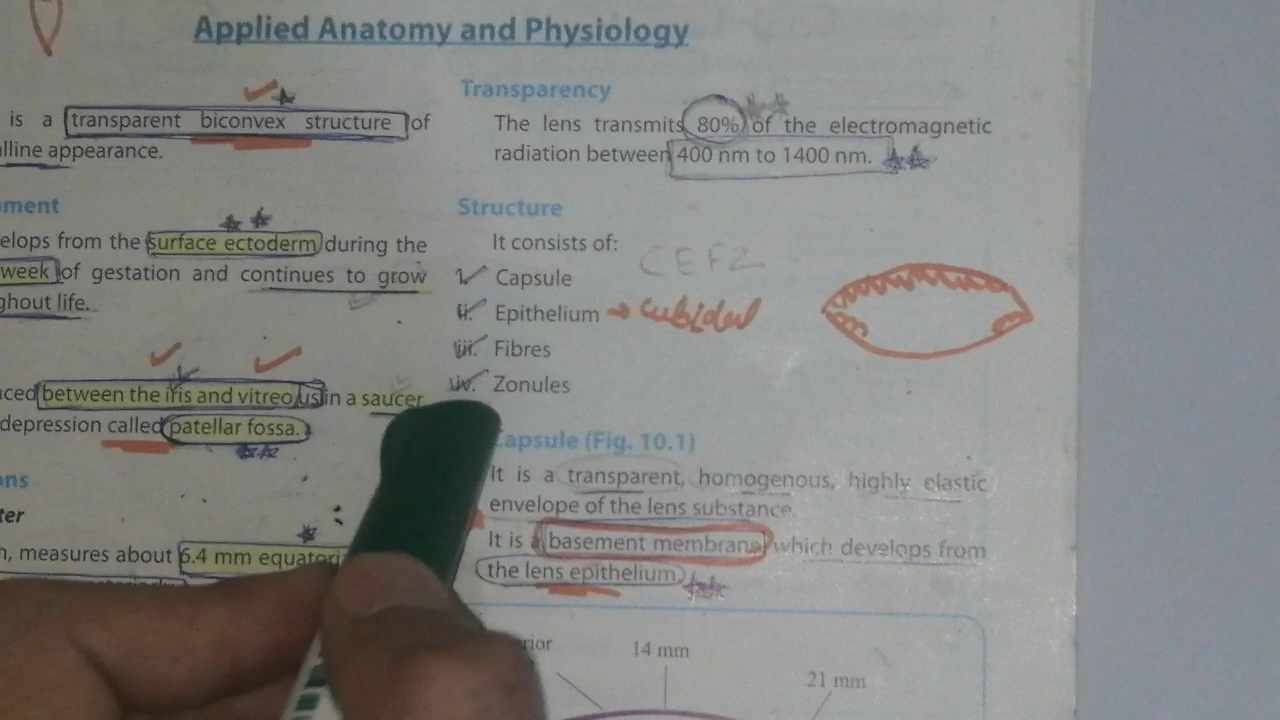 Applied Anatomy and Physiology
is a transparent biconvex structure of
lline appearance.
ment
elops from the surface ectoderm during the
week of gestation and continues to grow
ghout life.
ced between the iris and vitreous in a saucer
depression called patellar fossa.
ns
ter
h, measures about 6.4 mm equatori
Transparency
The lens transmits 80% of the electromagnetic
radiation between 400 nm to 1400 nm.
Structure
It consists of:
CEFZ
i. Capsule
ii. Epithelium → cuboidal
iii. Fibres
iv. Zonules
Capsule (Fig. 10.1)
It is a transparent, homogenous, highly elastic
envelope of the lens substance.
It is a basement membrane which develops from
the lens epithelium.
rior
14 mm
21 mm